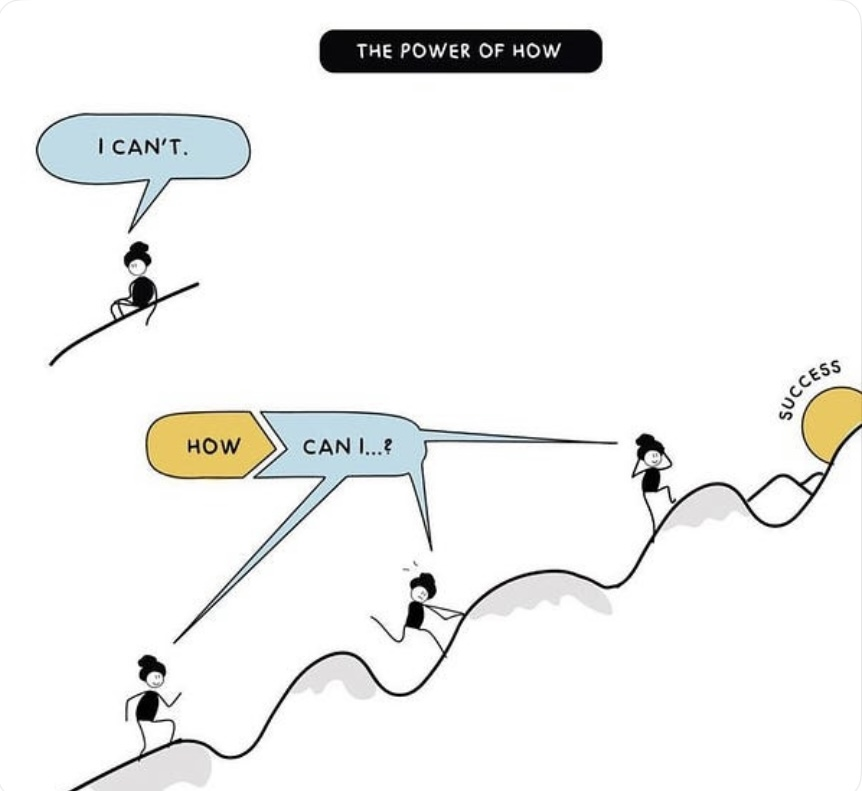 THE POWER OF HOW
I CAN'T.
HOW CAN I...?
SUCCESS